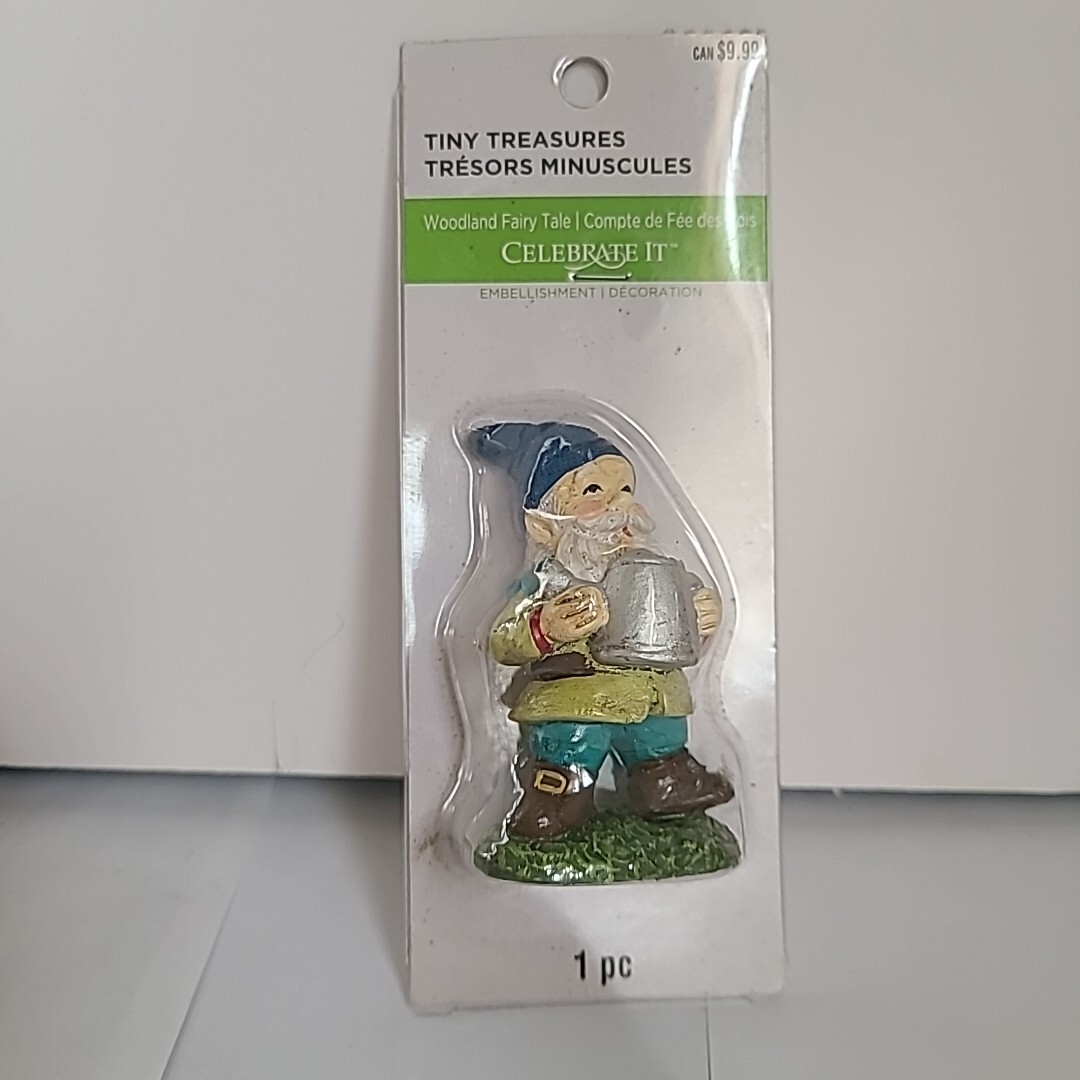 CAN $9.99
TINY TREASURES
TRÉSORS MINUSCULES
Woodland Fairy Tale | Compte de Fée des
CELEBRATE IT™
EMBELLISHMENT | DÉCORATION
1 pc